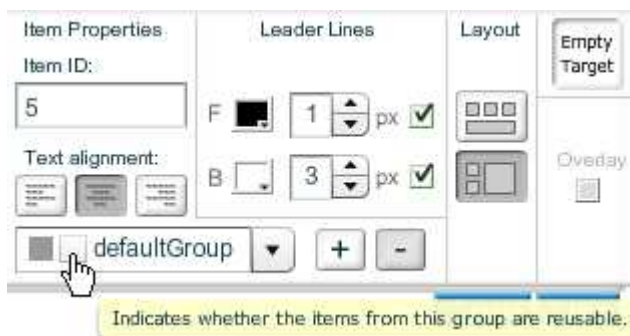 Item Properties
Leader Lines
Layout
Empty
Target
Item ID:
5
F
1
px
Text alignment:
B
3
px
Overlay
defaultGroup
+
-
Indicates whether the items from this group are reusable.